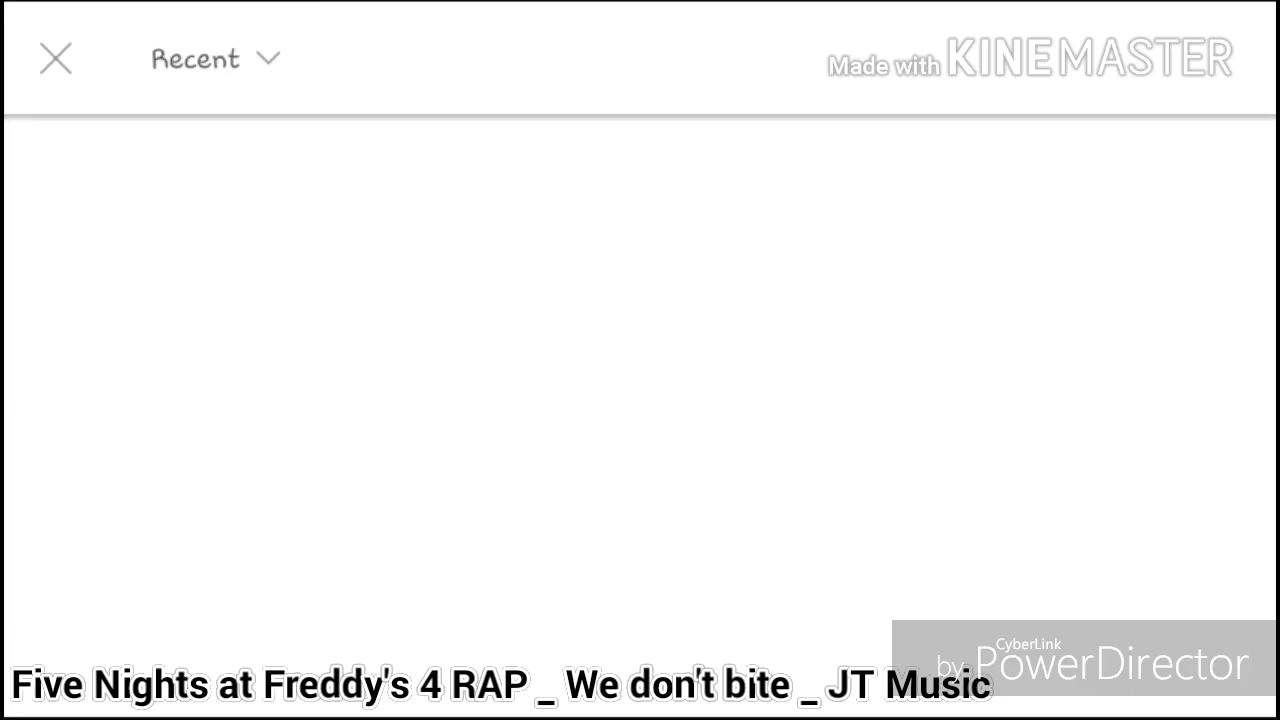 Recent
Made with KINEMASTER
CyberLink
by PowerDirector
Five Nights at Freddy's 4 RAP _ We don't bite _ JT Music